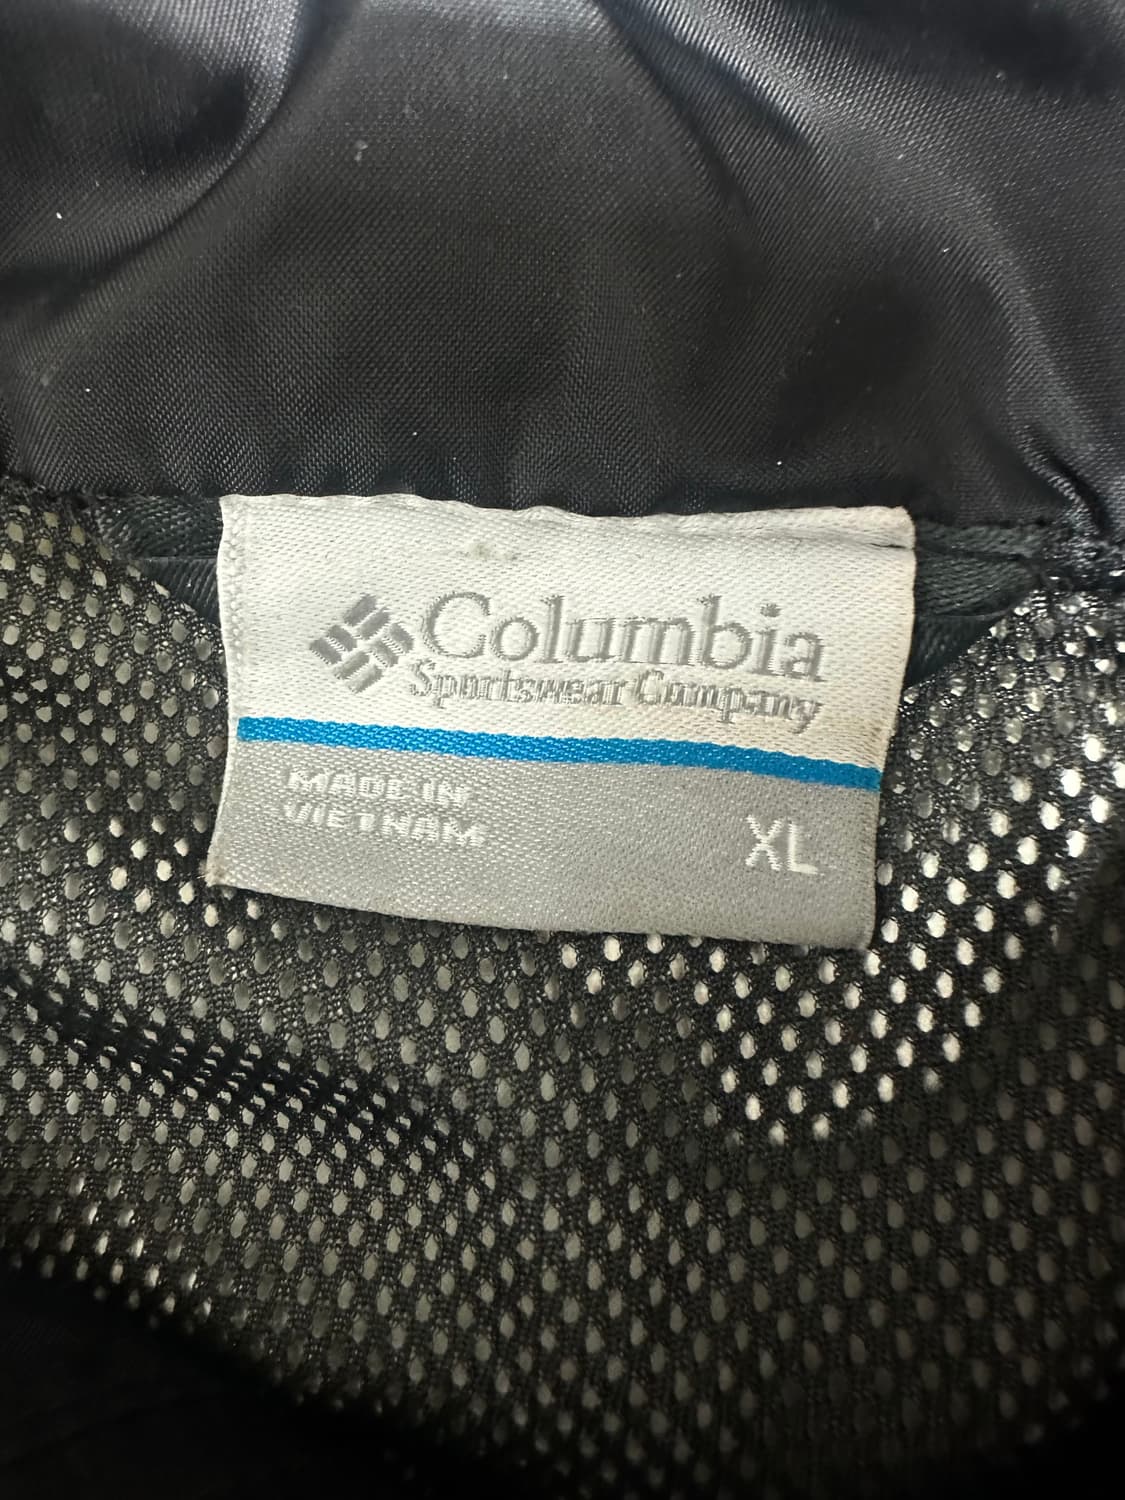 Columbia
Sportswear Company
MADE IN
VIETNAM
XL